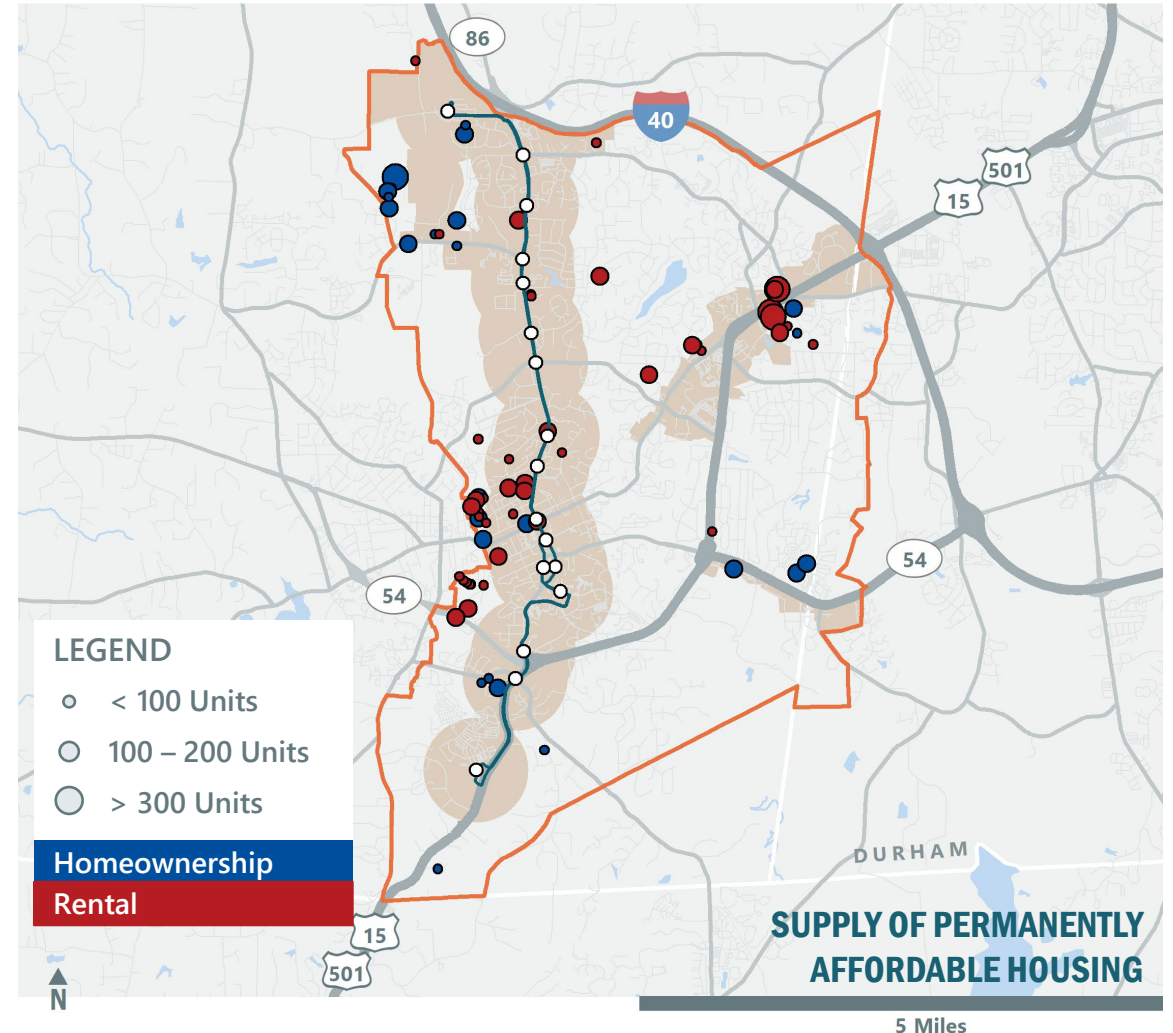 86
40
501
15
54
54
LEGEND
< 100 Units
100 – 200 Units
> 300 Units
Homeownership
Rental
DURHAM
15
501
SUPPLY OF PERMANENTLY
AFFORDABLE HOUSING
N
5 Miles